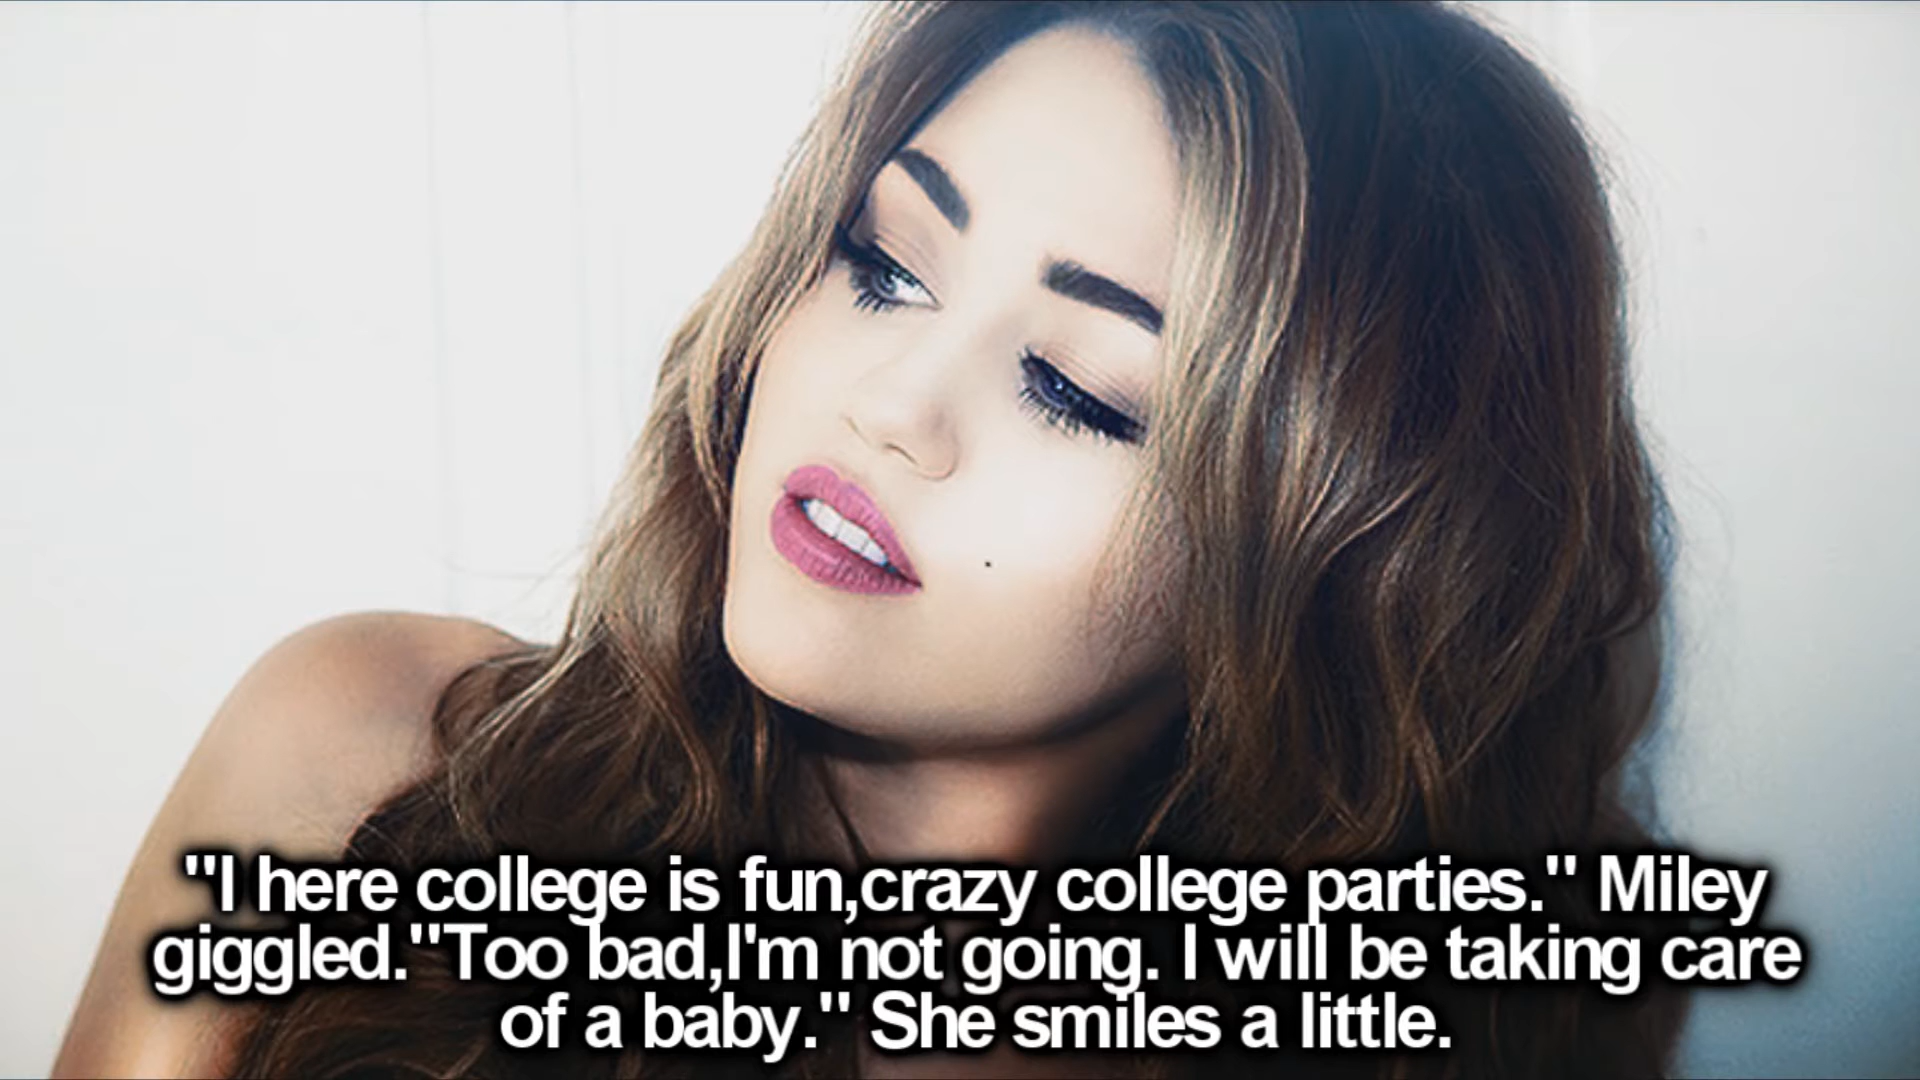 "I here college is fun,crazy college parties." Miley
giggled."Too bad,I'm not going. I will be taking care
of a baby." She smiles a little.